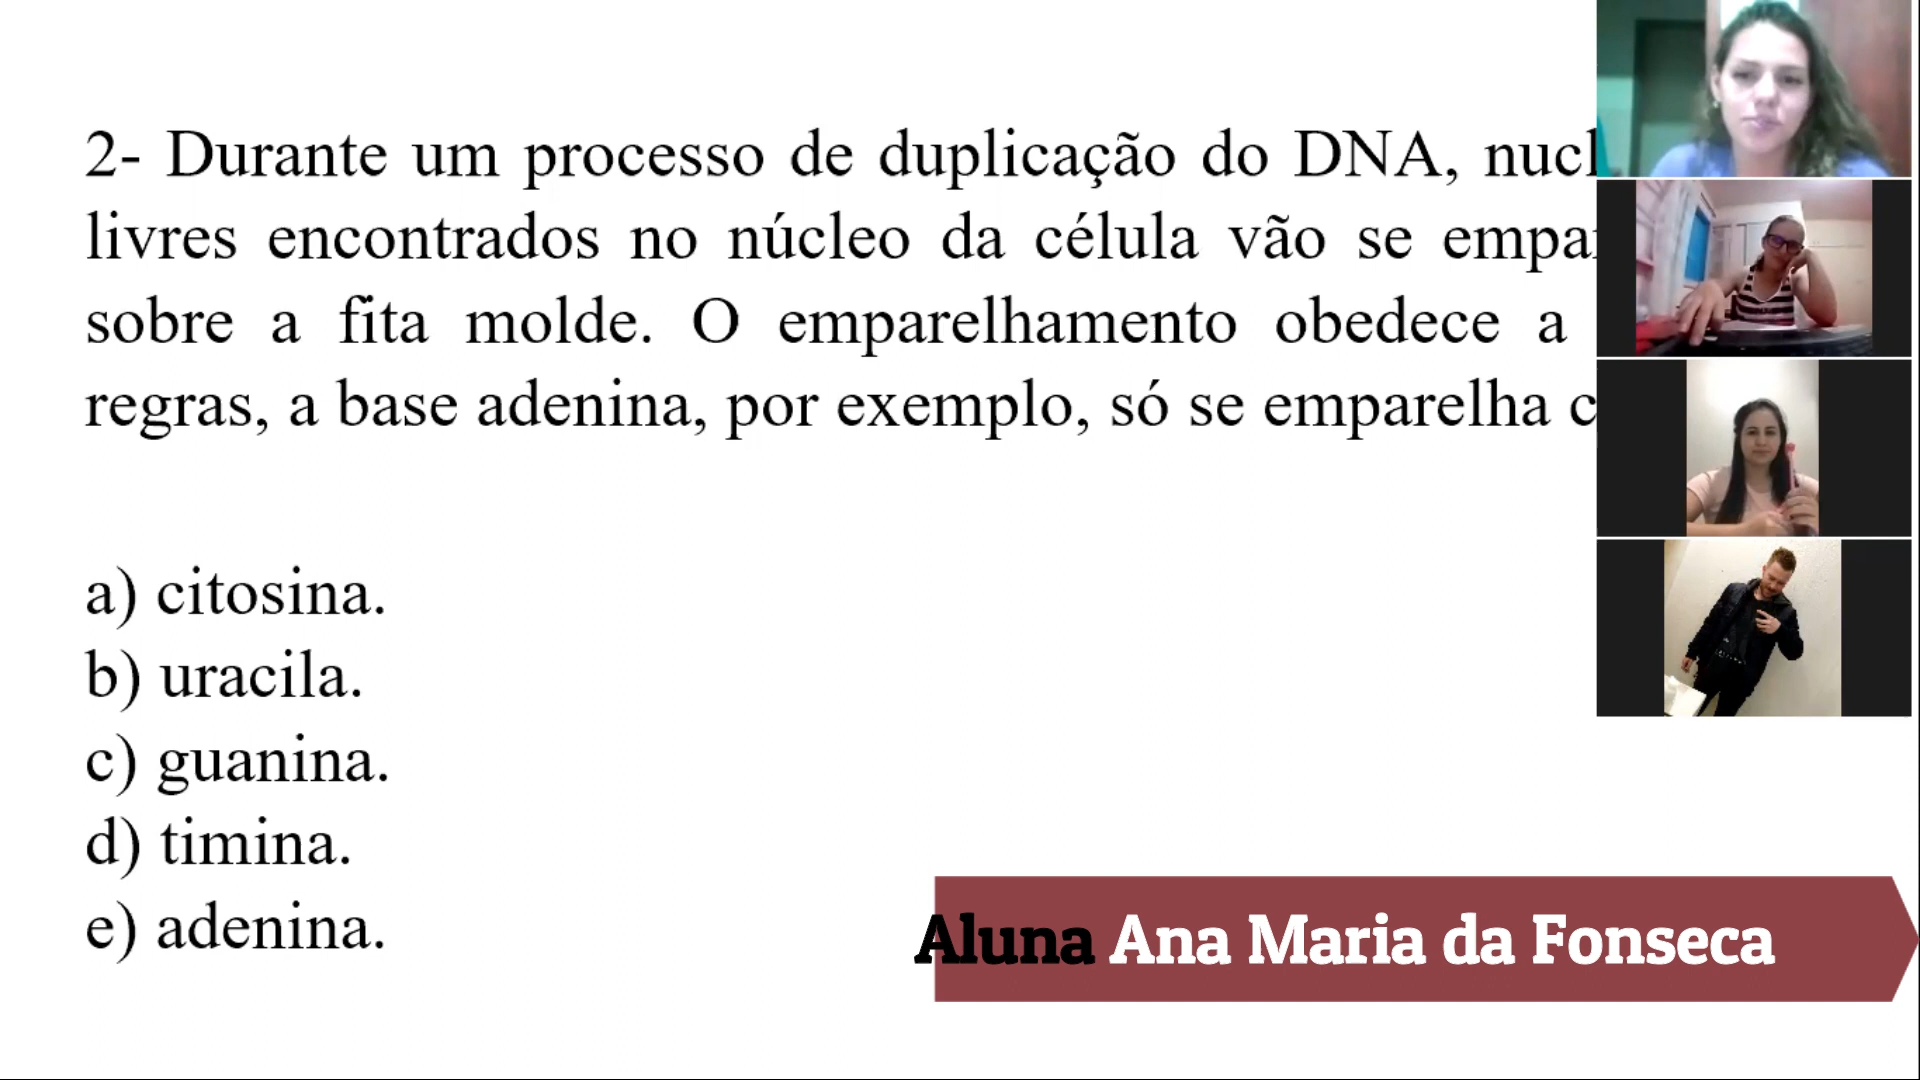 2- Durante um processo de duplicação do DNA,
livres encontrados no núcleo da célula vão se
sobre a fita molde. O emparelhamento obedece a
regras, a base adenina, por exemplo, só se emparelha
a) citosina.
b) uracila.
c) guanina.
d) timina.
e) adenina.
Aluna Ana Maria da Fonseca